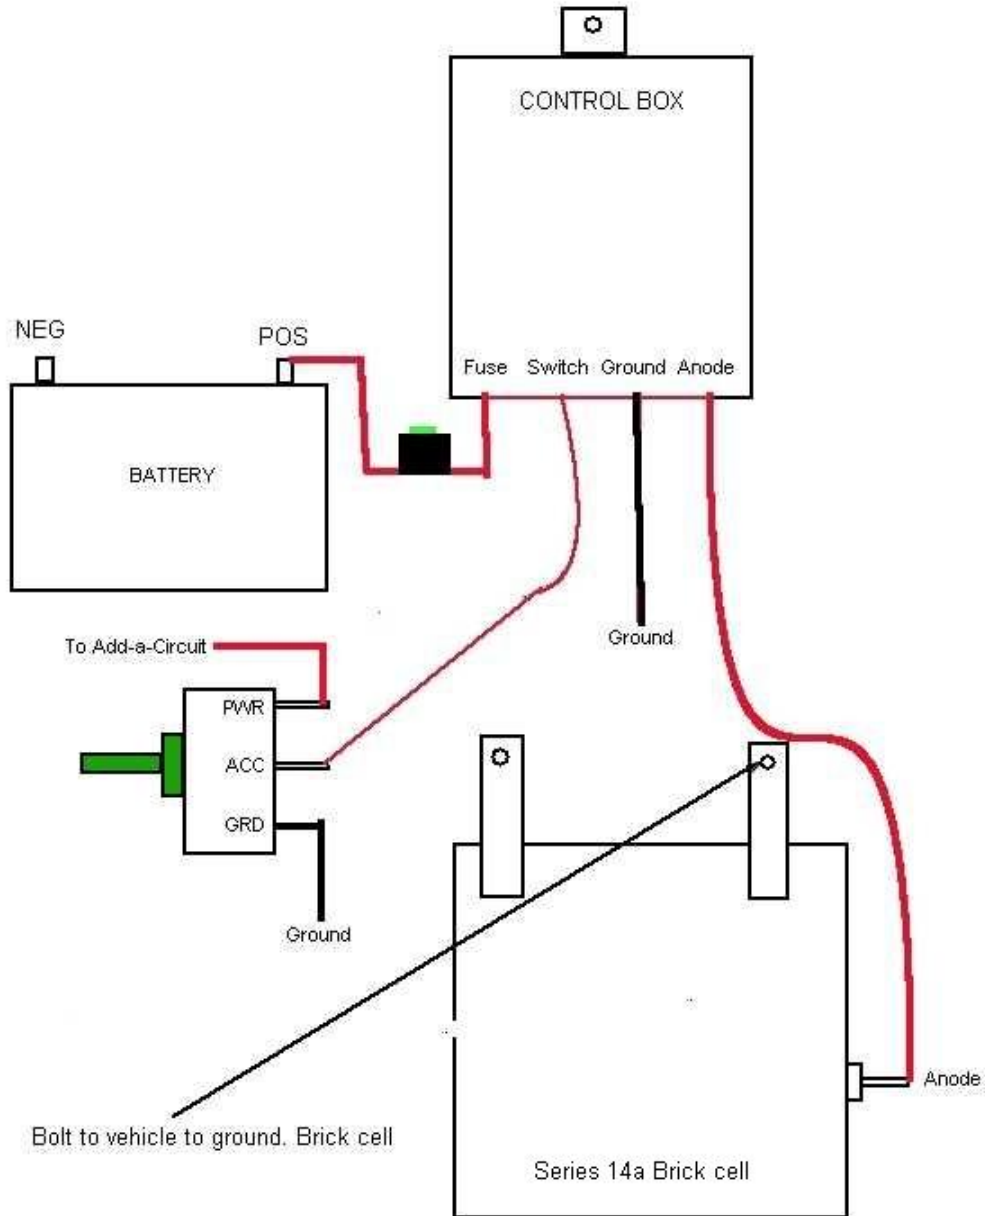 CONTROL BOX
NEG
POS
Fuse Switch Ground Anode
BATTERY
Ground
To Add-a-Circuit
PWR
ACC
GRD
Ground
Anode
Bolt to vehicle to ground. Brick cell
Series 14a Brick cell